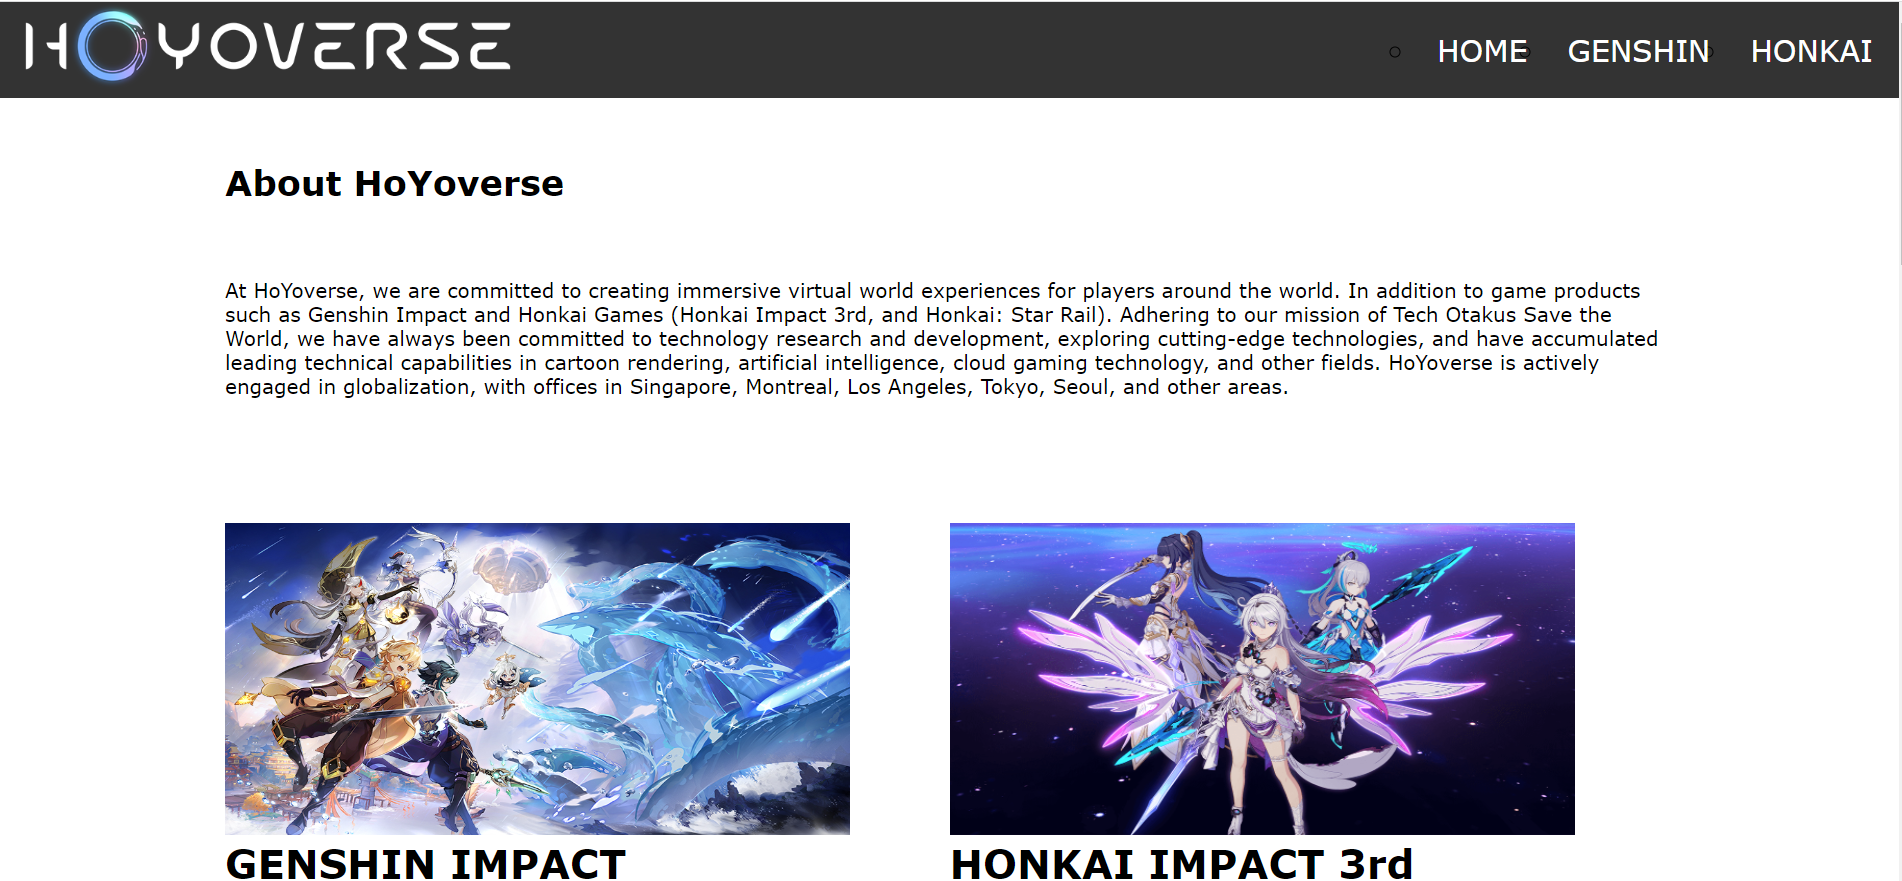 HOYOVERSE
HOME GENSHIN HONKAI
About HoYoverse
At HoYoverse, we are committed to creating immersive virtual world experiences for players around the world. In addition to game products
such as Genshin Impact and Honkai Games (Honkai Impact 3rd, and Honkai: Star Rail). Adhering to our mission of Tech Otakus Save the
World, we have always been committed to technology research and development, exploring cutting-edge technologies, and have accumulated
leading technical capabilities in cartoon rendering, artificial intelligence, cloud gaming technology, and other fields. HoYoverse is actively
engaged in globalization, with offices in Singapore, Montreal, Los Angeles, Tokyo, Seoul, and other areas.
GENSHIN IMPACT
HONKAI IMPACT 3rd